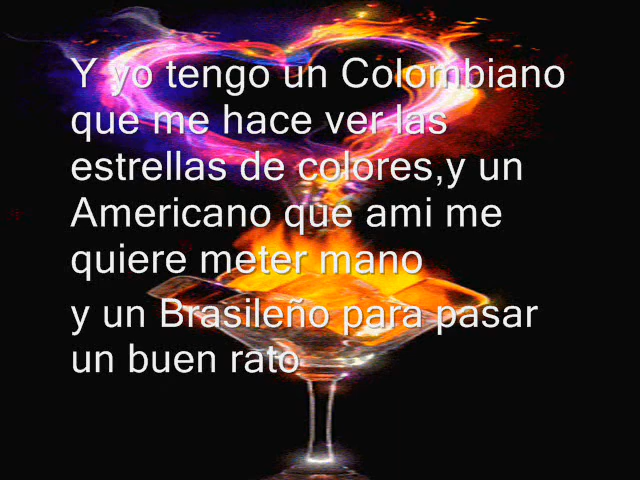 Y yo tengo un Colombiano
que me hace ver las
estrellas de colores,y un
Americano que ami me
quiere meter mano
y un Brasileño para pasar
un buen rato